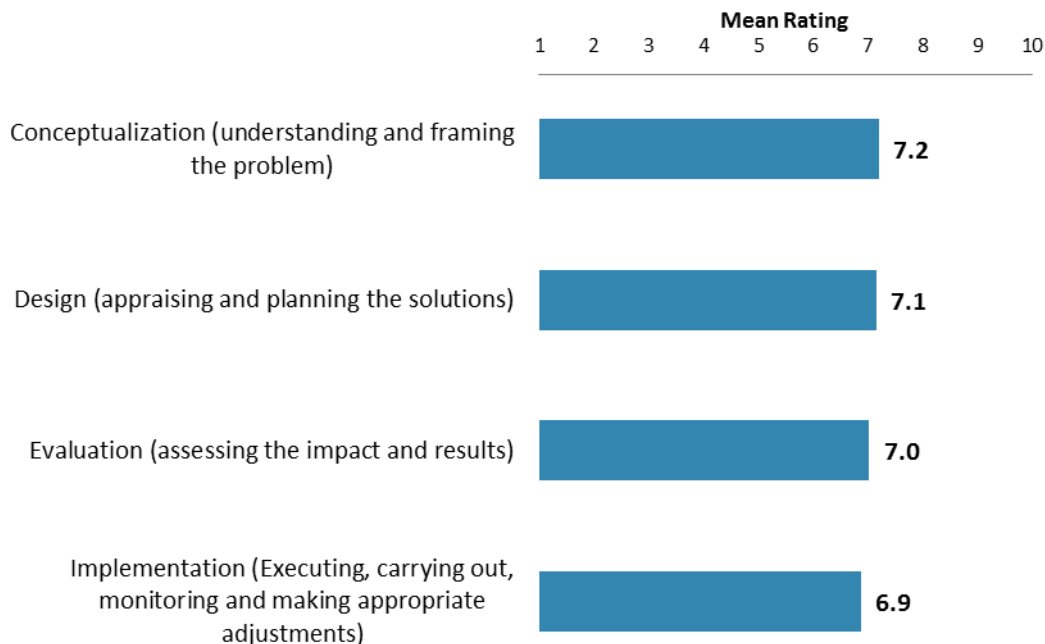 Mean Rating
1 2 3 4 5 6 7 8 9 10
Conceptualization (understanding and framing
the problem)
7.2
Design (appraising and planning the solutions)
7.1
Evaluation (assessing the impact and results)
7.0
Implementation (Executing, carrying out,
monitoring and making appropriate
adjustments)
6.9